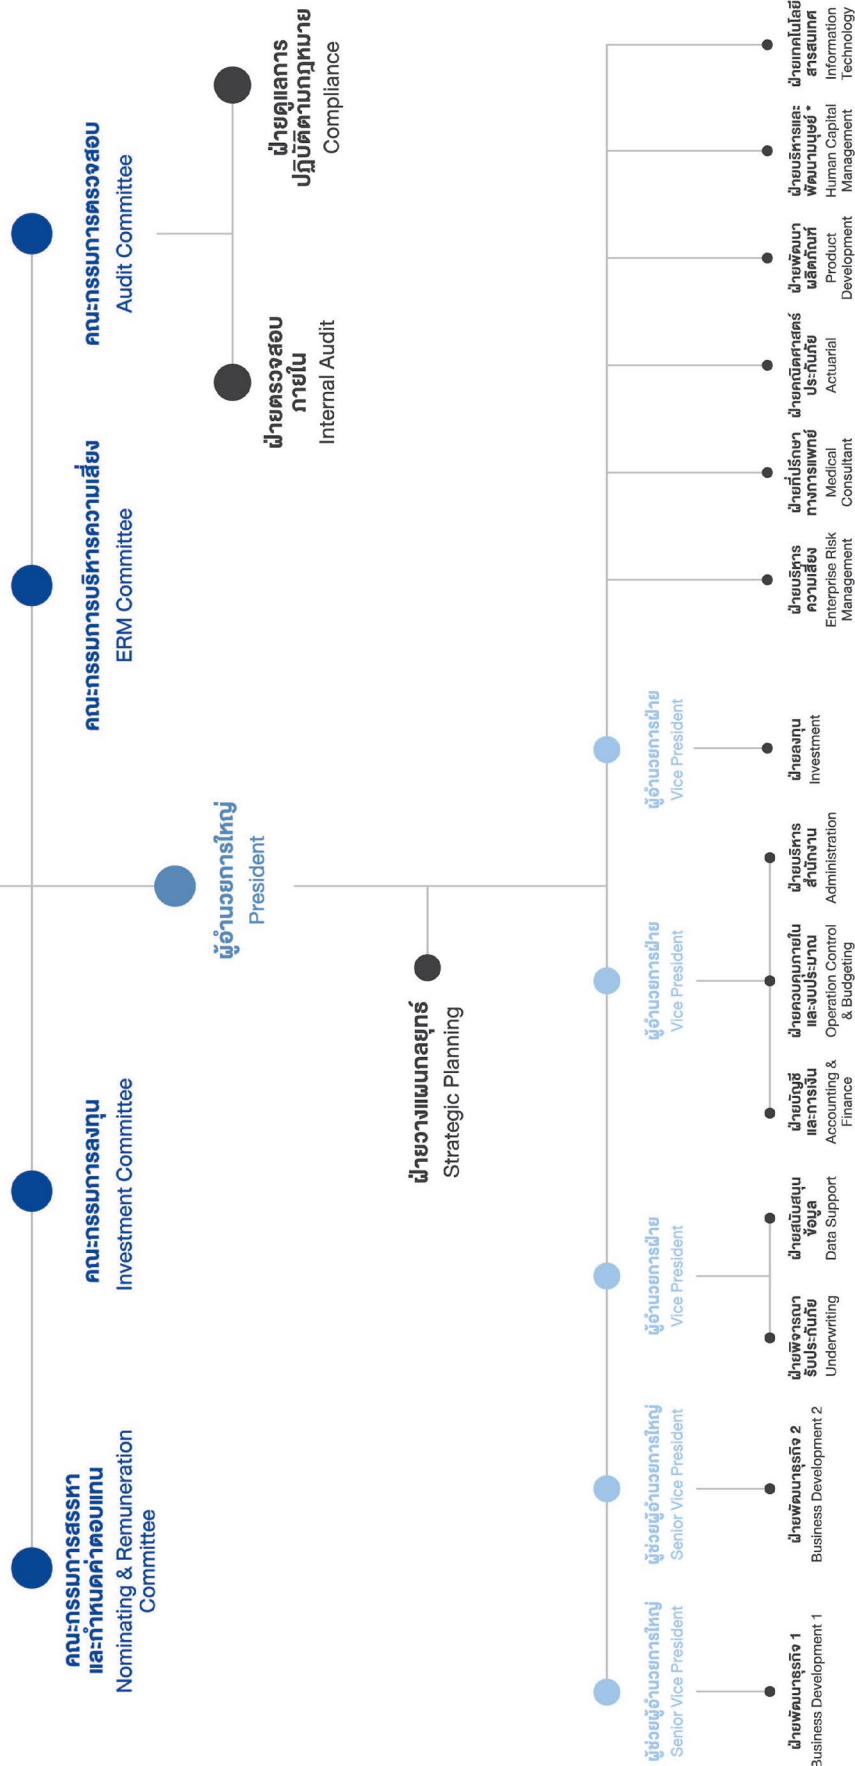 คณะกรรมการสรรหา
และกำหนดค่าตอบแทน
Nominating & Remuneration
Committee
คณะกรรมการลงทุน
Investment Committee
คณะกรรมการบริหารความเสี่ยง
ERM Committee
คณะกรรมการตรวจสอบ
Audit Committee
ผู้อำนวยการใหญ่
President
ฝ่ายตรวจสอบ
ภายใน
Internal Audit
ฝ่ายดูแลการ
ปฏิบัติตามกฎหมาย
Compliance
ฝ่ายวางแผนกลยุทธ์
Strategic Planning
ผู้ช่วยผู้อำนวยการใหญ่
Senior Vice President
ผู้ช่วยผู้อำนวยการใหญ่
Senior Vice President
ผู้อำนวยการฝ่าย
Vice President
ผู้อำนวยการฝ่าย
Vice President
ผู้อำนวยการฝ่าย
Vice President
ฝ่ายพัฒนาธุรกิจ 1
Business Development 1
ฝ่ายพัฒนาธุรกิจ 2
Business Development 2
ฝ่ายพิจารณา
รับประกันภัย
Underwriting
ฝ่ายสนับสนุน
ข้อมูล
Data Support
ฝ่ายบัญชี
และการเงิน
Accounting &
Finance
ฝ่ายควบคุมภายใน
และงบประมาณ
Operation Control
& Budgeting
ฝ่ายบริหาร
สำนักงาน
Administration
ฝ่ายลงทุน
Investment
ฝ่ายบริหาร
ความเสี่ยง
Enterprise Risk
Management
ฝ่ายที่ปรึกษา
ทางการแพทย์
Medical
Consultant
ฝ่ายคณิตศาสตร์
ประกันภัย
Actuarial
ฝ่ายพัฒนา
ผลิตภัณฑ์
Product
Development
ฝ่ายบริหารและ
พัฒนามนุษย์ *
Human Capital
Management
ฝ่ายเทคโนโลยี
สารสนเทศ
Information
Technology